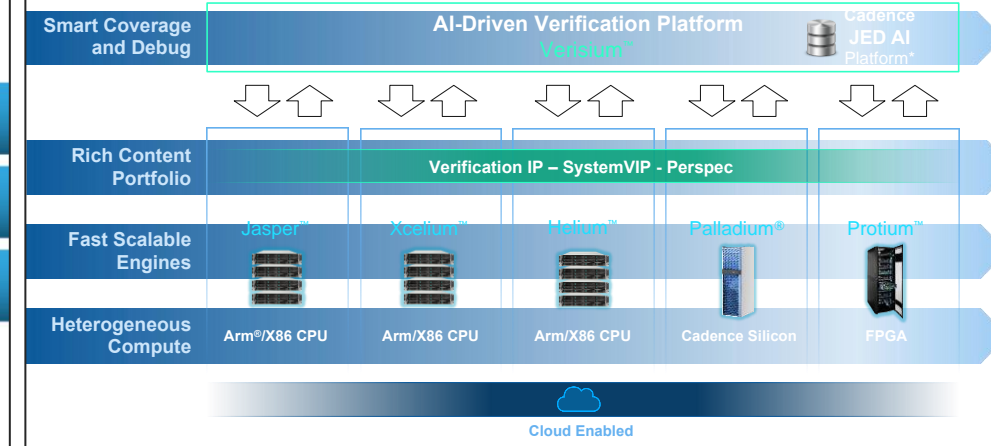 Smart Coverage
and Debug
AI-Driven Verification Platform
Verisium™
Cadence
JED AI
Platform*
Rich Content
Portfolio
Verification IP – SystemVIP - Perspec
Fast Scalable
Engines
Jasper™
Xcelium™
Helium™
Palladium®
Protium™
Heterogeneous
Compute
Arm®/X86 CPU
Arm/X86 CPU
Arm/X86 CPU
Cadence Silicon
FPGA
Cloud Enabled